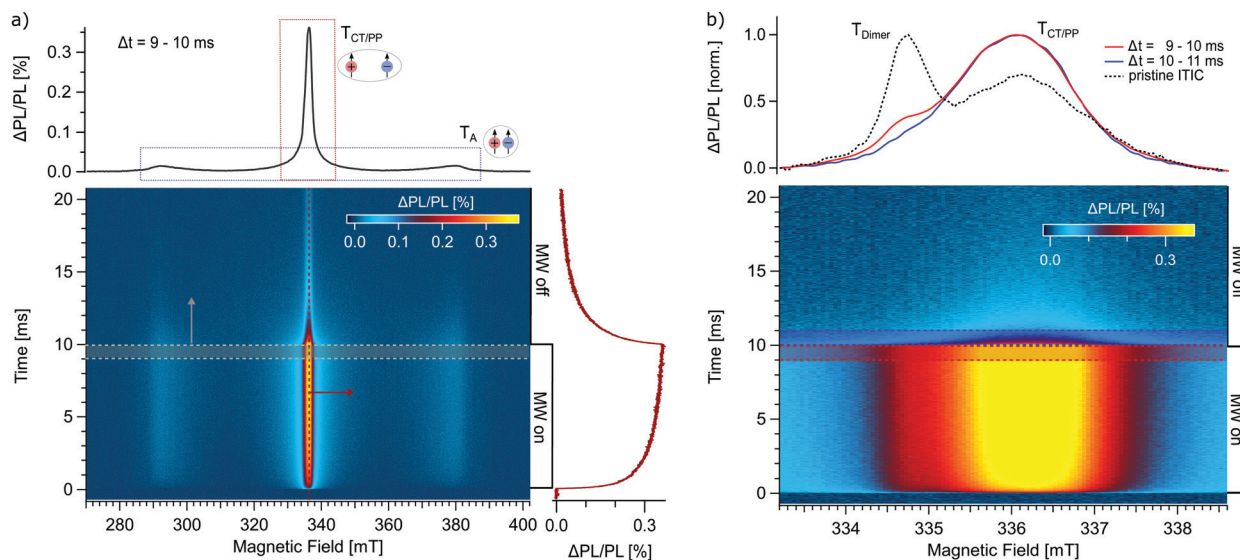 a)
Δt = 9 - 10 ms
T CT/PP
+ −
T A
+ −
ΔPL/PL [%]
0.3
0.2
0.1
0.0
ΔPL/PL [%]
0.0 0.1 0.2 0.3
Time [ms]
20
15
10
5
0
MW off
MW on
280 300 320 340 360 380 400
Magnetic Field [mT]
0.0 0.3
ΔPL/PL [%]
b)
T Dimer
T CT/PP
Δt = 9 - 10 ms
Δt = 10 - 11 ms
pristine ITIC
ΔPL/PL [norm.]
1.0
0.5
0.0
ΔPL/PL [%]
0.0 0.3
Time [ms]
20
15
10
5
0
MW off
MW on
334 335 336 337 338
Magnetic Field [mT]